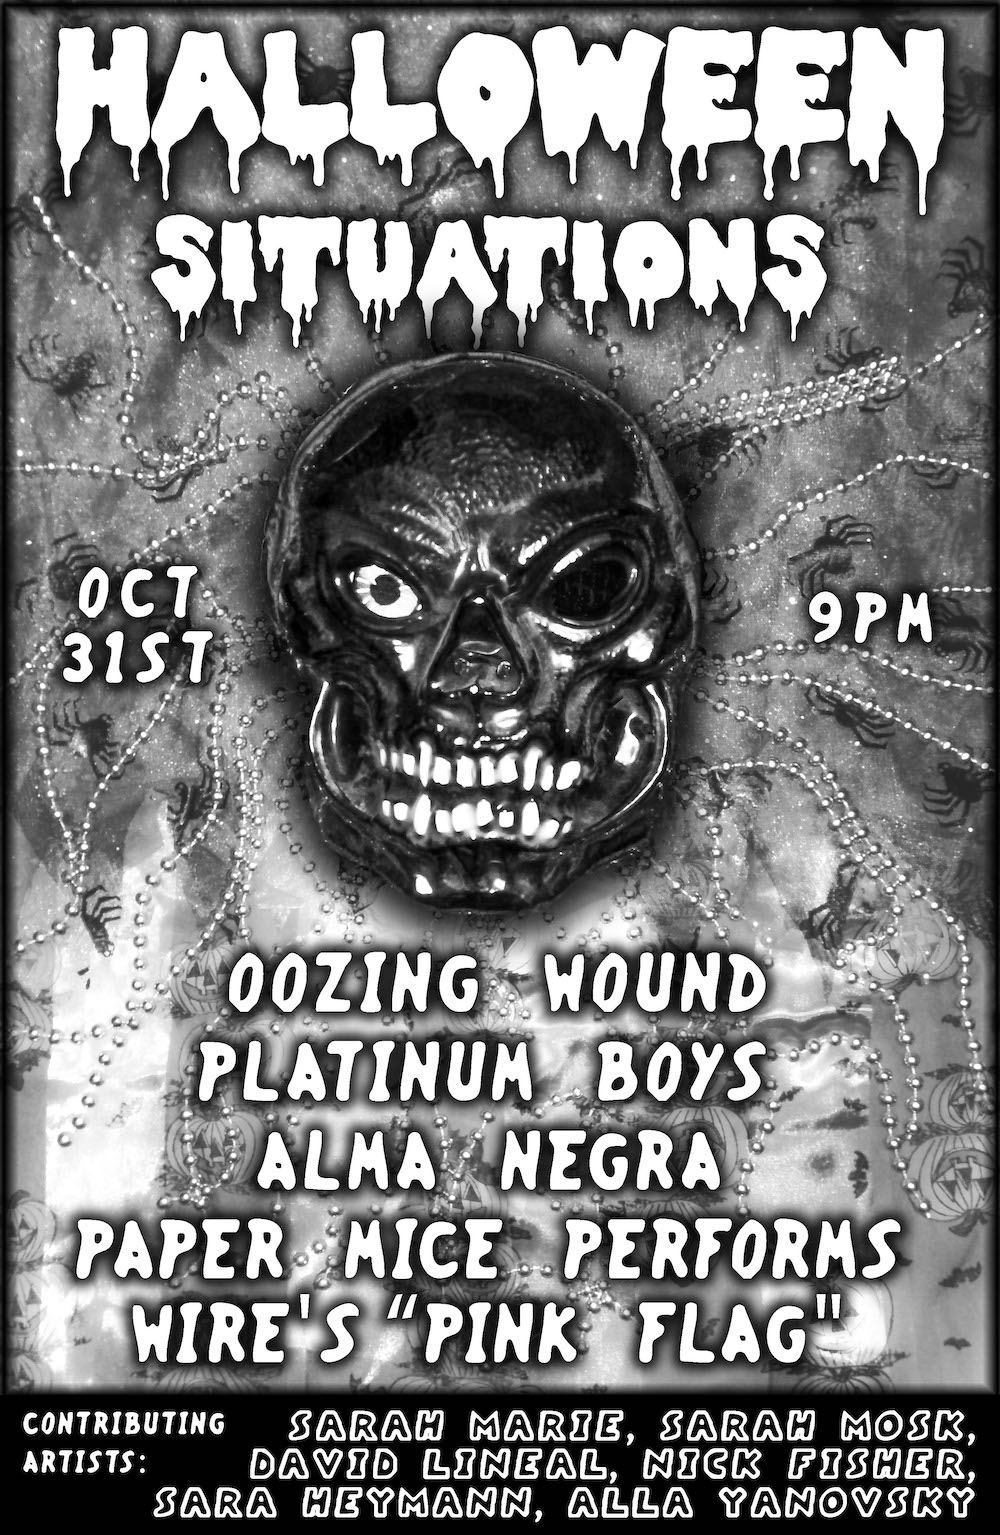 HALLOWEEN
SITUATIONS
OCT
31ST
9PM
OOZING WOUND
PLATINUM BOYS
ALMA NEGRA
PAPER MICE PERFORMS
WIRE'S "PINK FLAG"
CONTRIBUTING
ARTISTS:
SARAH MARIE, SARAH MOSK,
DAVID LINEAL, NICK FISHER,
SARA HEYMANN, ALLA YANOVSKY